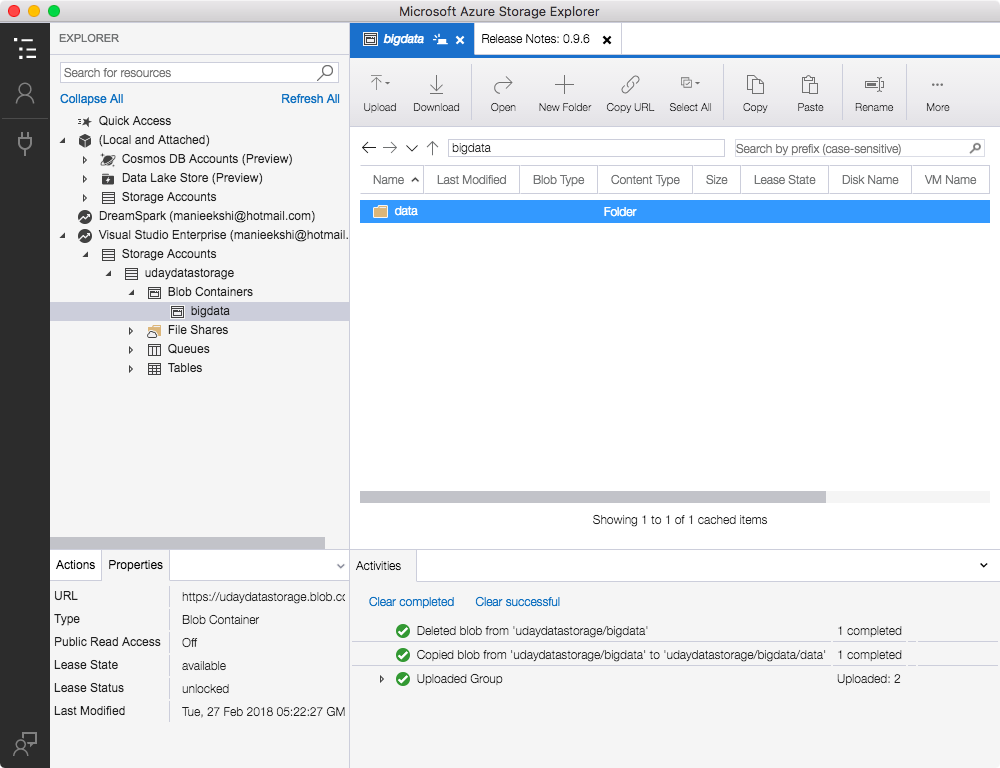 Microsoft Azure Storage Explorer
EXPLORER
Search for resources
Collapse All Refresh All
Quick Access
(Local and Attached)
Cosmos DB Accounts (Preview)
Data Lake Store (Preview)
Storage Accounts
DreamSpark (manieekshi@hotmail.com)
Visual Studio Enterprise (manieekshi@hotmail.
Storage Accounts
udaydatastorage
Blob Containers
bigdata
File Shares
Queues
Tables
Actions Properties
URL https://udaydatastorage.blob.cc
Type Blob Container
Public Read Access Off
Lease State available
Lease Status unlocked
Last Modified Tue, 27 Feb 2018 05:22:27 GM
bigdata Release Notes: 0.9.6
Upload Download Open New Folder Copy URL Select All Copy Paste Rename More
bigdata Search by prefix (case-sensitive)
Name Last Modified Blob Type Content Type Size Lease State Disk Name VM Name
data Folder
Showing 1 to 1 of 1 cached items
Activities
Clear completed Clear successful
Deleted blob from 'udaydatastorage/bigdata' 1 completed
Copied blob from 'udaydatastorage/bigdata' to 'udaydatastorage/bigdata/data' 1 completed
Uploaded Group Uploaded: 2